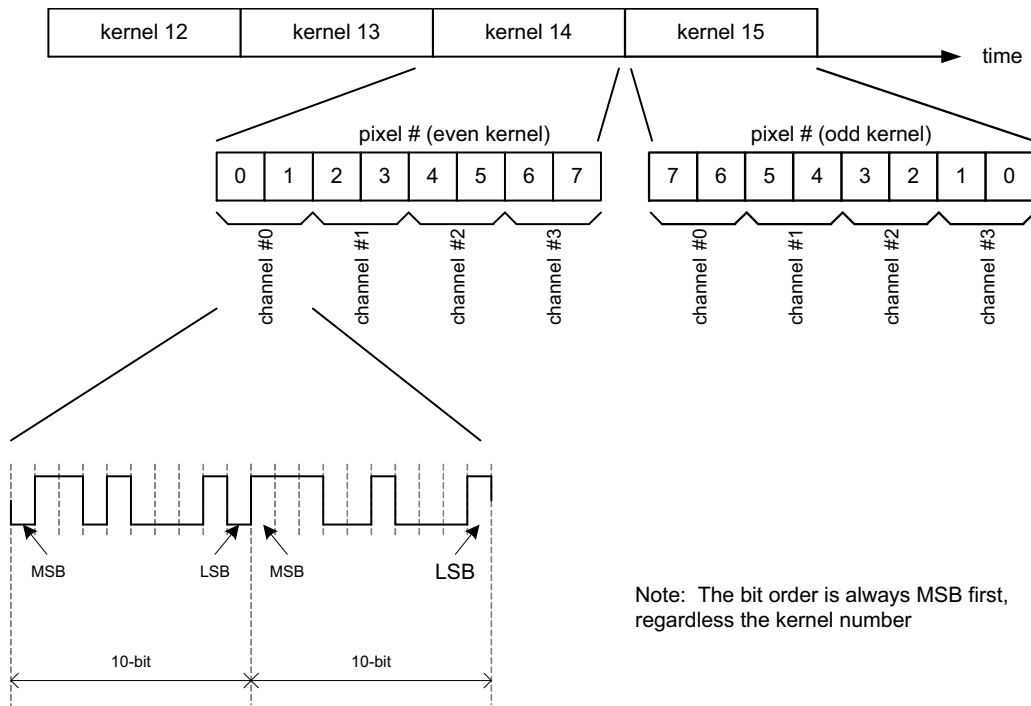 kernel 12 kernel 13 kernel 14 kernel 15
time
pixel # (even kernel) pixel # (odd kernel)
0 1 2 3 4 5 6 7 7 6 5 4 3 2 1 0
channel #0 channel #1 channel #2 channel #3 channel #0 channel #1 channel #2 channel #3
MSB LSB MSB LSB
Note: The bit order is always MSB first,
regardless the kernel number
10-bit 10-bit